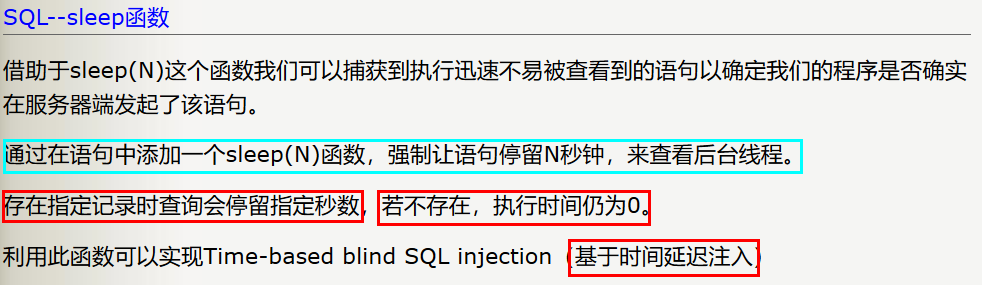 SQL--sleep函数
借助于sleep(N)这个函数我们可以捕获到执行迅速不易被查看到的语句以确定我们的程序是否确实
在服务器端发起了该语句。
通过在语句中添加一个sleep(N)函数，强制让语句停留N秒钟，来查看后台线程。
存在指定记录时查询会停留指定秒数，若不存在，执行时间仍为0。
利用此函数可以实现Time-based blind SQL injection（基于时间延迟注入）